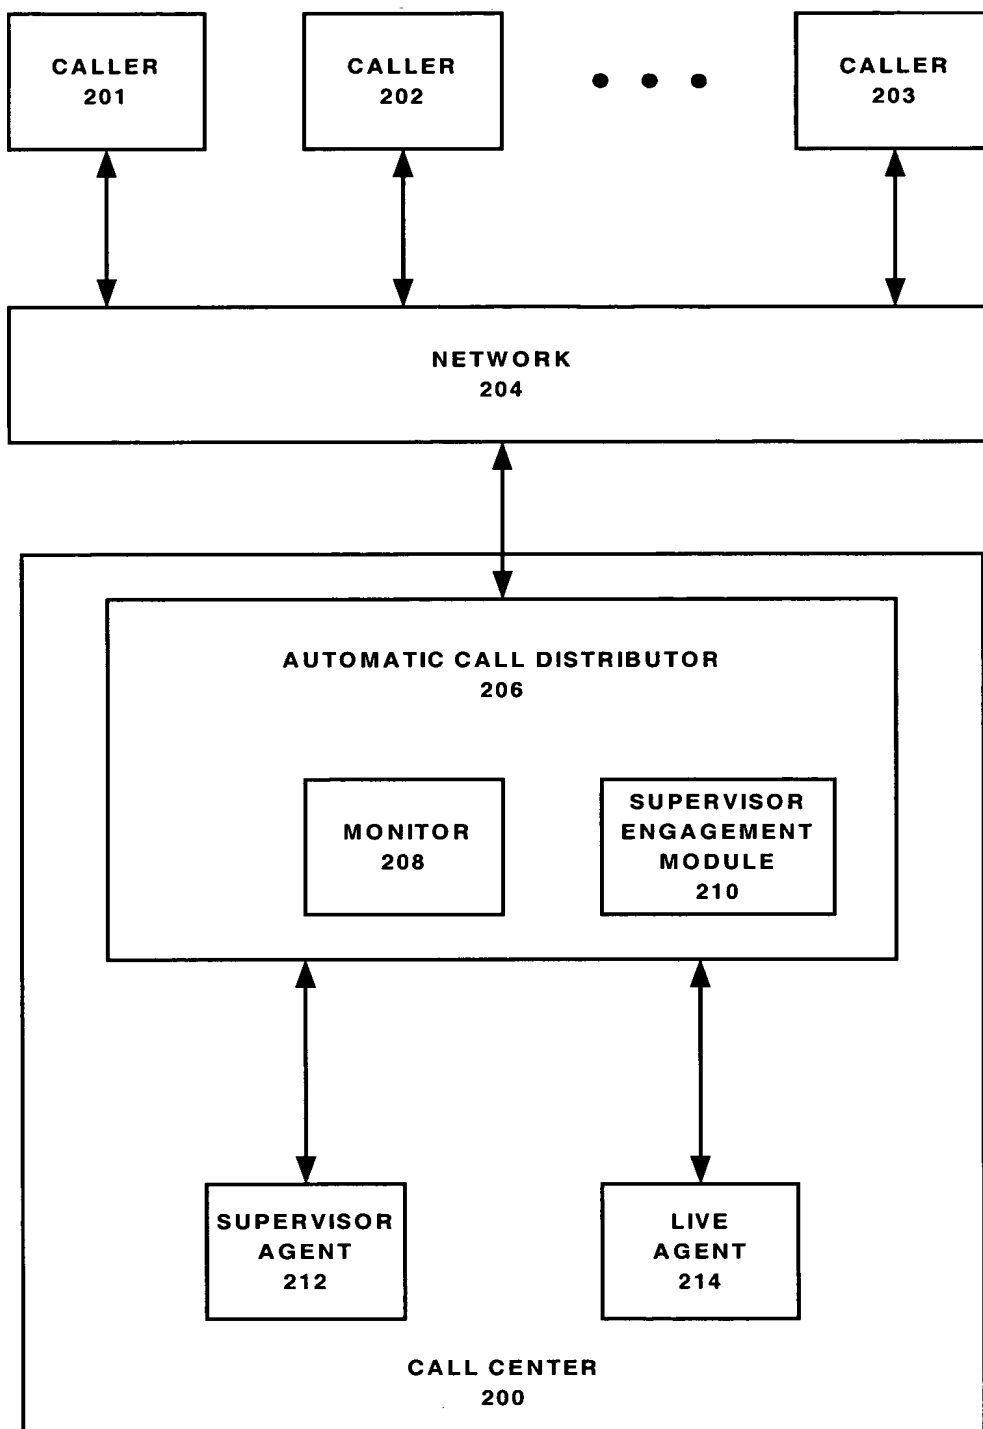 CALLER
201
CALLER
202
CALLER
203
NETWORK
204
AUTOMATIC CALL DISTRIBUTOR
206
MONITOR
208
SUPERVISOR
ENGAGEMENT
MODULE
210
SUPERVISOR
AGENT
212
LIVE
AGENT
214
CALL CENTER
200